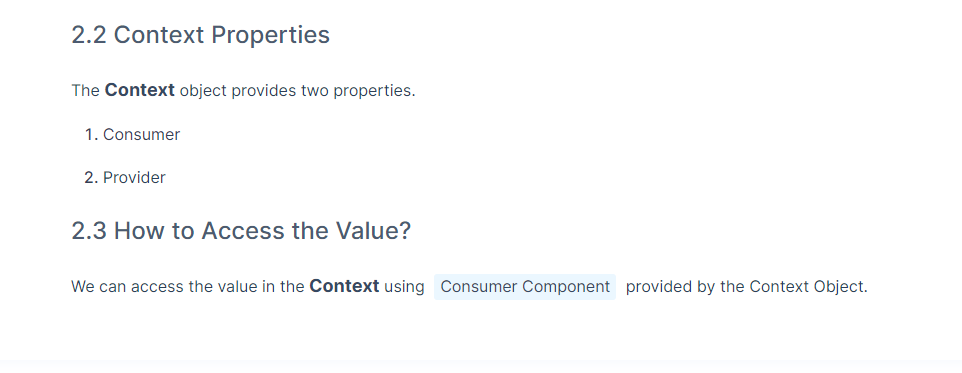 2.2 Context Properties
The Context object provides two properties.
1. Consumer
2. Provider
2.3 How to Access the Value?
We can access the value in the Context using Consumer Component provided by the Context Object.